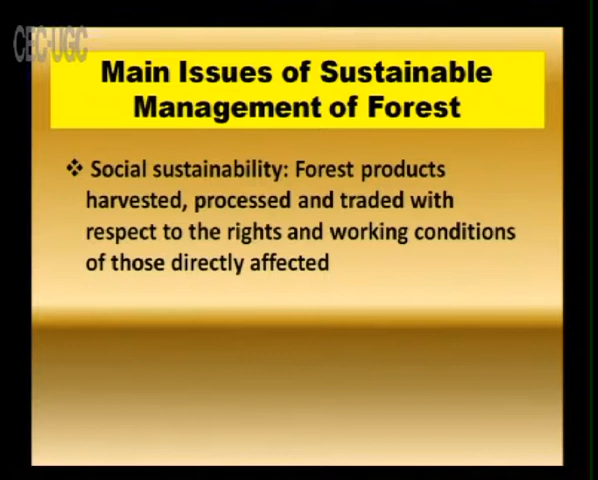 CEC-UGC
Main Issues of Sustainable
Management of Forest
❖ Social sustainability: Forest products
harvested, processed and traded with
respect to the rights and working conditions
of those directly affected